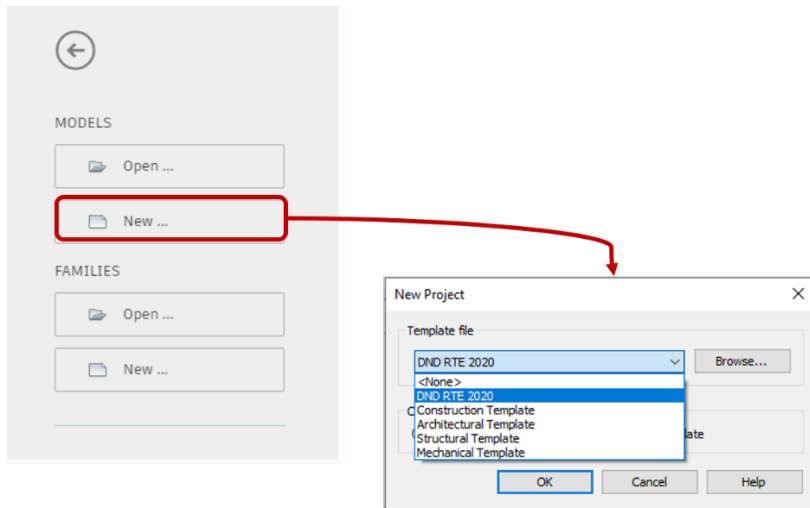 MODELS
Open ...
New ...
FAMILIES
Open ...
New ...
New Project
Template file
DND RTE 2020
Browse...
<None>
DND RTE 2020
Construction Template
Architectural Template
Structural Template
Mechanical Template
OK
Cancel
Help